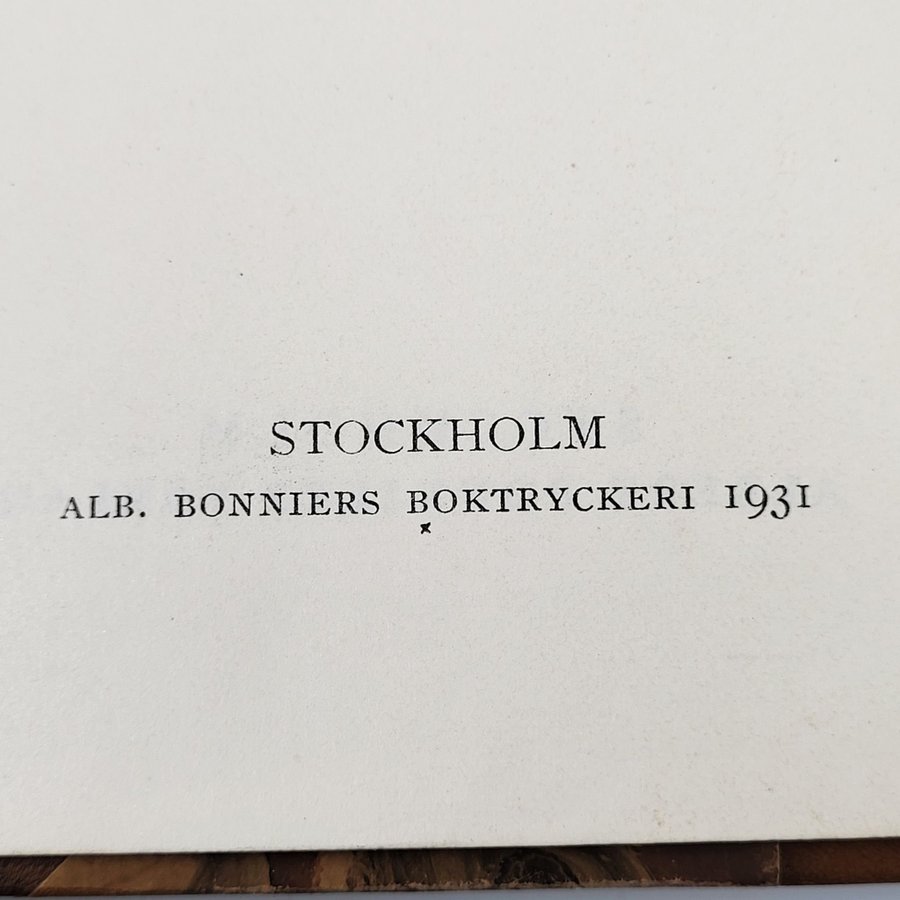 STOCKHOLM
ALB. BONNIERS BOKTRYCKERI 1931